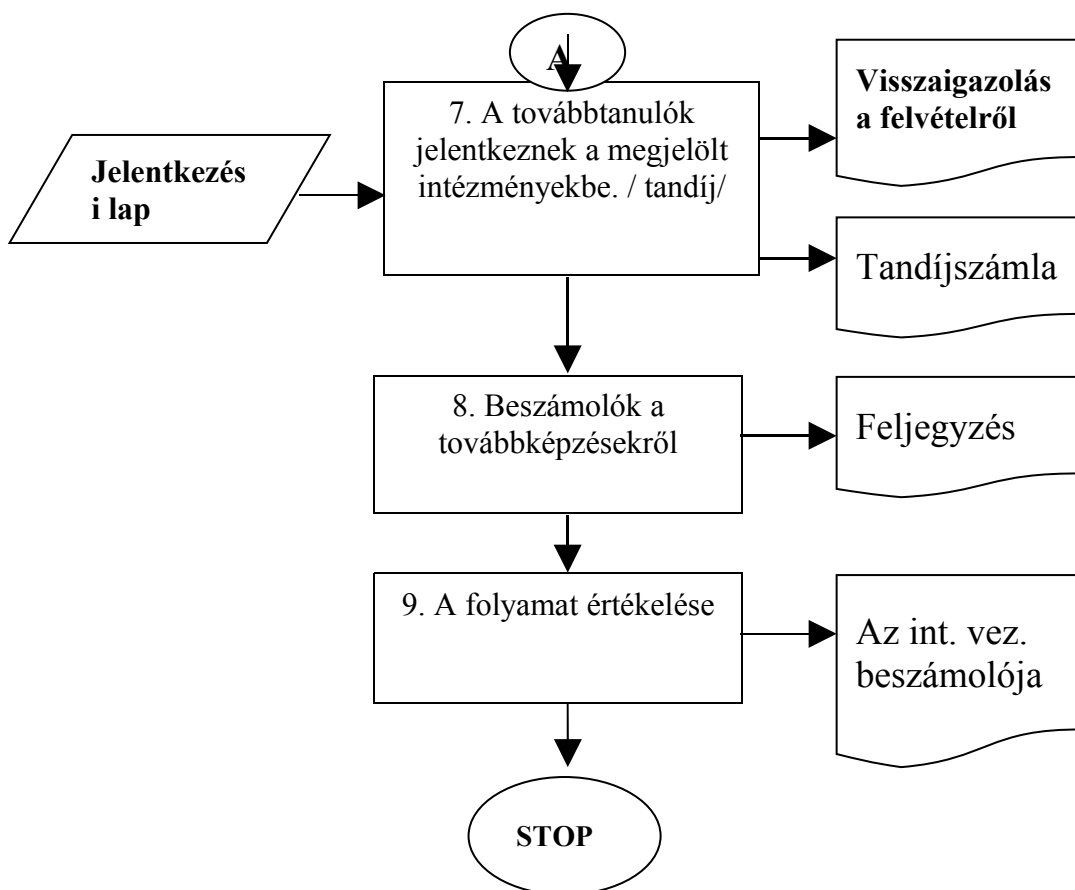 A
7. A továbbtanulók
jelentkeznek a megjelölt
intézményekbe. / tandíj/
Visszaigazolás
a felvételről
Jelentkezés
i lap
Tandíjszámla
8. Beszámolók a
továbbképzésekről
Feljegyzés
9. A folyamat értékelése
Az int. vez.
beszámolója
STOP